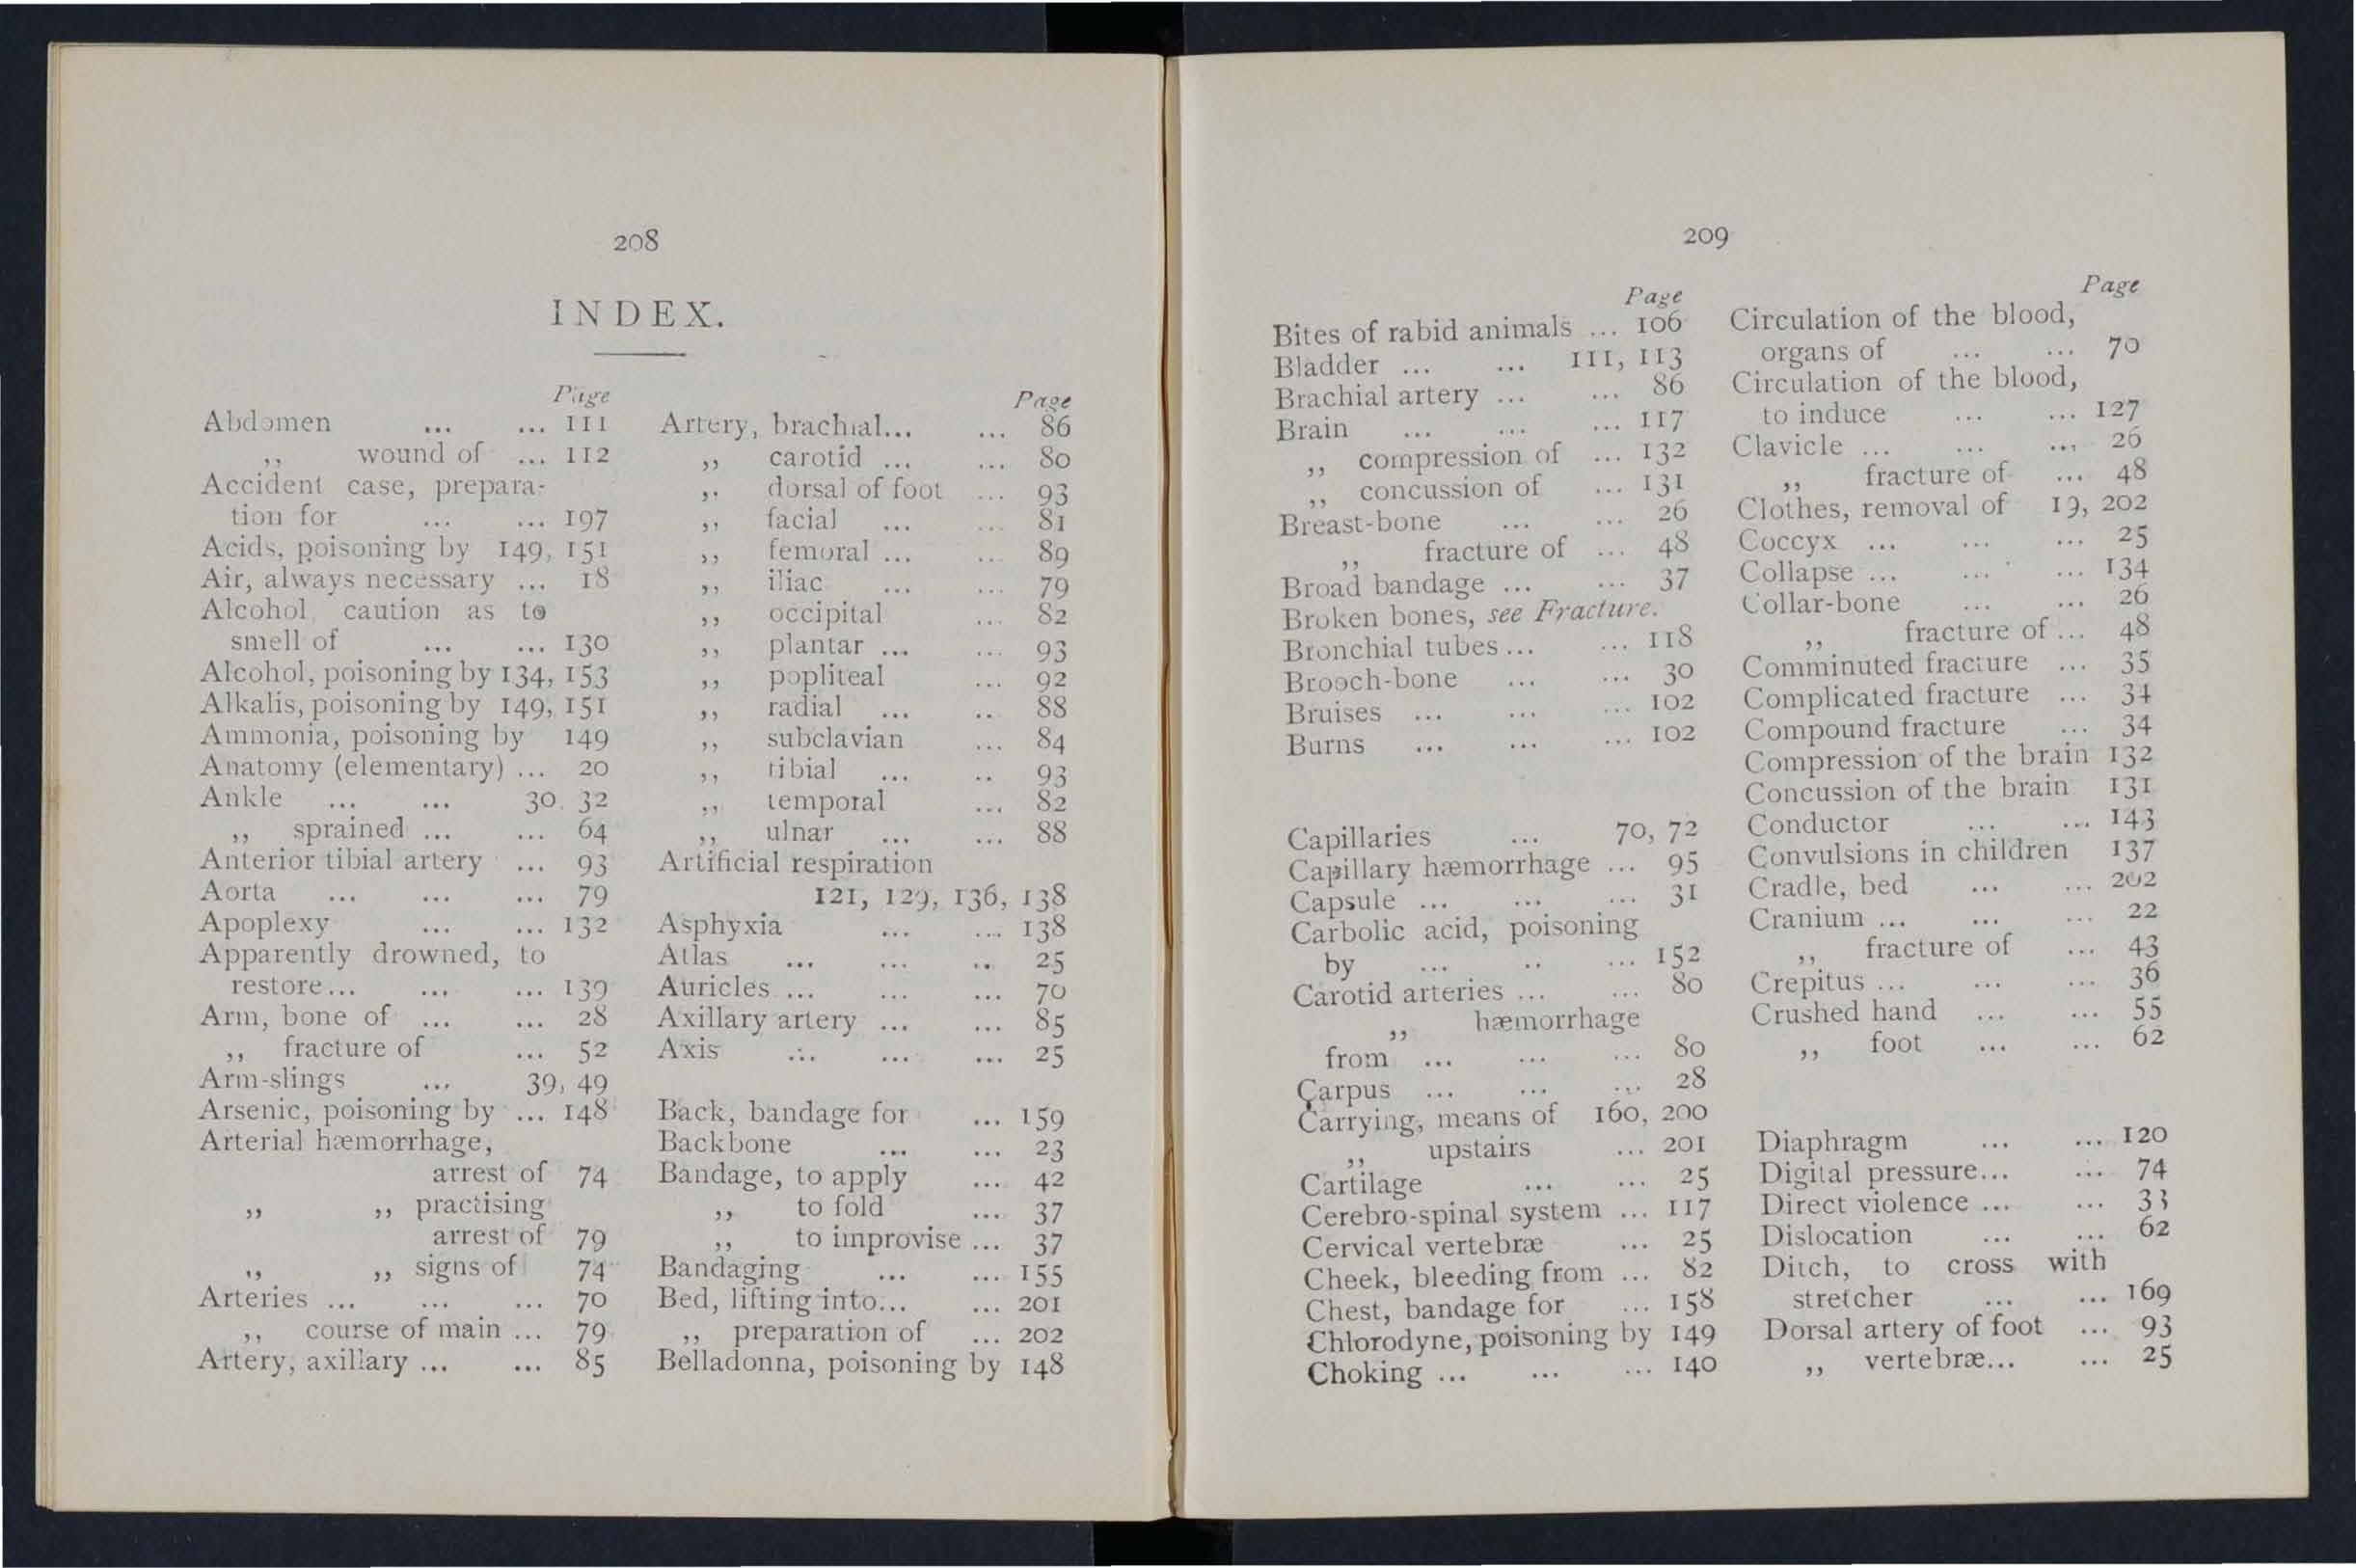 208
INDEX.
Page
Abdomen ... ... 111
,, wound of ... 112
Accident case, prepara-
tion for ... ... 197
Acids, poisoning by 149, 151
Air, always necessary ... 18
Alcohol, caution as to
smell of ... ... 130
Alcohol, poisoning by 134, 153
Alkalis, poisoning by 149, 151
Ammonia, poisoning by 149
Anatomy (elementary) ... 20
Ankle ... ... 30, 32
,, sprained ... ... 64
Anterior tibial artery ... 93
Aorta ... ... ... 79
Apoplexy ... ... 132
Apparently drowned, to
restore... ... ... 139
Arm, bone of ... ... 28
,, fracture of ... 52
Arm-slings ... 39, 49
Arsenic, poisoning by ... 148
Arterial hæmorrhage,
arrest of 74
,, ,, practising
arrest of 79
,, ,, signs of 74
Arteries ... ... ... 70
,, course of main ... 79
Artery, axillary ... ... 85
Page
Artery, brachial... ... 86
,, carotid ... ... 80
,, dorsal of foot ... 93
,, facial ... ... 81
,, femoral ... ... 89
,, iliac ... ... 79
,, occipital ... 82
,, plantar ... ... 93
,, popliteal ... 92
,, radial ... .. 88
,, subclavian ... 84
,, tibial ... .. 93
,, temporal ... 82
,, ulnar ... ... 88
Artificial respiration
121, 129, 136, 138
Asphyxia ... ... 138
Atlas ... ... .. 25
Auricles ... ... ... 70
Axillary artery ... ... 85
Axis ... ... ... 25
Back, bandage for ... 159
Backbone ... ... 23
Bandage, to apply ... 42
,, to fold ... 37
,, to improvise ... 37
Bandaging ... ... 155
Bed, lifting into... ... 201
,, preparation of ... 202
Belladonna, poisoning by 148
209
Page
Bites of rabid animals ... 106
Bladder ... ... 111, 113
Brachial artery ... ... 86
Brain ... ... ... 117
,, compression of ... 132
,, concussion of ... 131
Breast-bone ... ... 26
,, fracture of ... 48
Broad bandage ... ... 37
Broken bones, see Fracture.
Bronchial tubes... ... 118
Brooch-bone ... ... 30
Bruises ... ... ... 102
Burns ... ... ... 102
Capillaries ... 70, 72
Capillary hæmorrhage ... 95
Capsule ... ... ... 31
Carbolic acid, poisoning
by ... .. ... 152
Carotid arteries ... ... 80
,, hæmorrhage
from ... ... ... 80
Carpus ... ... ... 28
Carrying, means of 160, 200
,, upstairs ... 201
Cartilage ... ... 25
Cerebro-spinal system ... 117
Cervical vertebræ ... 25
Cheek, bleeding from ... 82
Chest, bandage for ... 158
Chlorodyne, poisoning by 149
Choking ... ... ... 140
Page
Circulation of the blood,
organs of ... ... 70
Circulation of the blood,
to induce ... ... 127
Clavicle ... ... ... 26
,, fracture of ... 48
Clothes, removal of 19, 202
Coccyx ... ... ... 25
Collapse ... ... ... 134
Collar-bone ... ... 26
,, fracture of ... 48
Comminuted fracture ... 35
Complicated fracture ... 34
Compound fracture ... 34
Compression of the brain 132
Concussion of the brain 131
Conductor ... ... 143
Convulsions in children 137
Cradle, bed ... ... 202
Cranium ... ... ... 22
,, fracture of ... 43
Crepitus ... ... ... 36
Crushed hand ... ... 55
,, foot ... ... 62
Diaphragm ... ... 120
Digital pressure... ... 74
Direct violence ... ... 33
Dislocation ... ... 62
Ditch, to cross with
stretcher ... ... 169
Dorsal artery of foot ... 93
,, vertebræ... ... 25